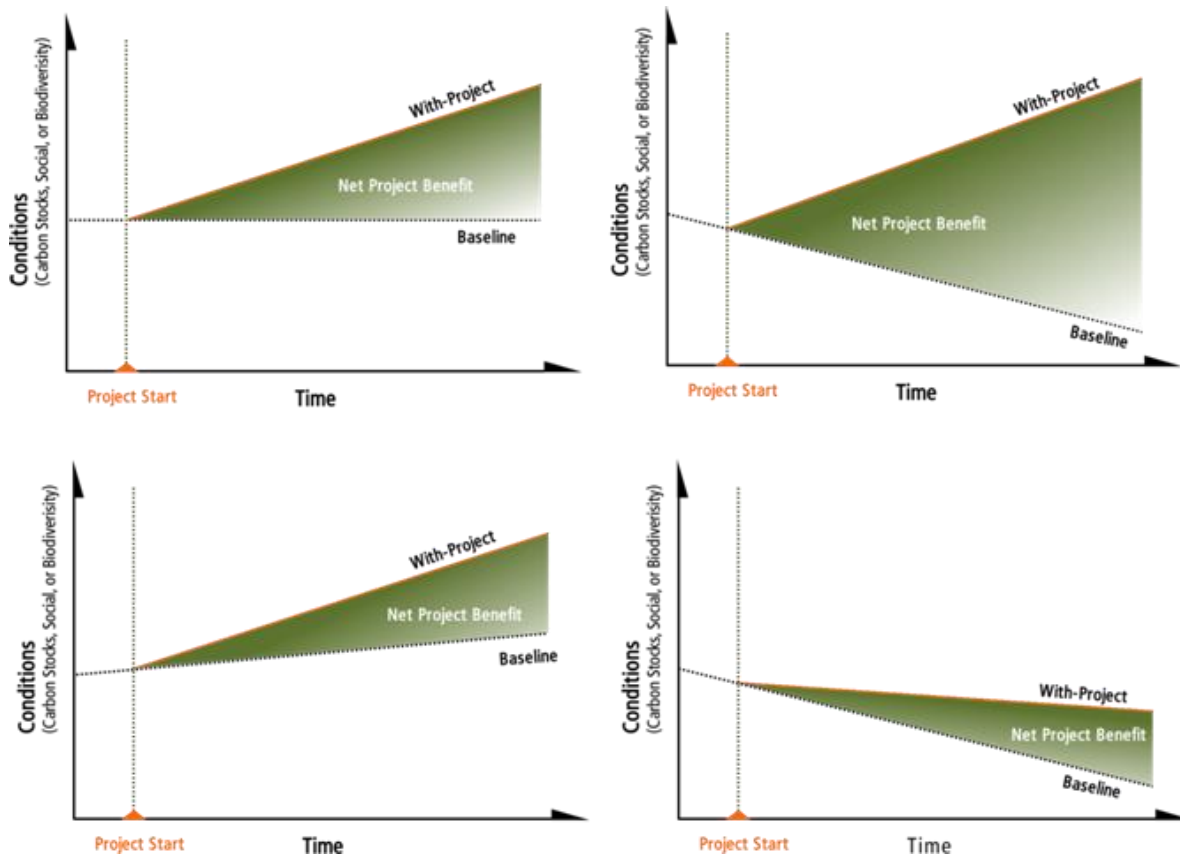 Conditions
(Carbon Stocks, Social, or Biodiverisity)
With-Project
Net Project Benefit
Baseline
Project Start
Time
Conditions
(Carbon Stocks, Social, or Biodiverisity)
With-Project
Net Project Benefit
Baseline
Project Start
Time
Conditions
(Carbon Stocks, Social, or Biodiverisity)
With-Project
Net Project Benefit
Baseline
Project Start
Time
Conditions
(Carbon Stocks, Social, or Biodiverisity)
With-Project
Net Project Benefit
Baseline
Project Start
Time